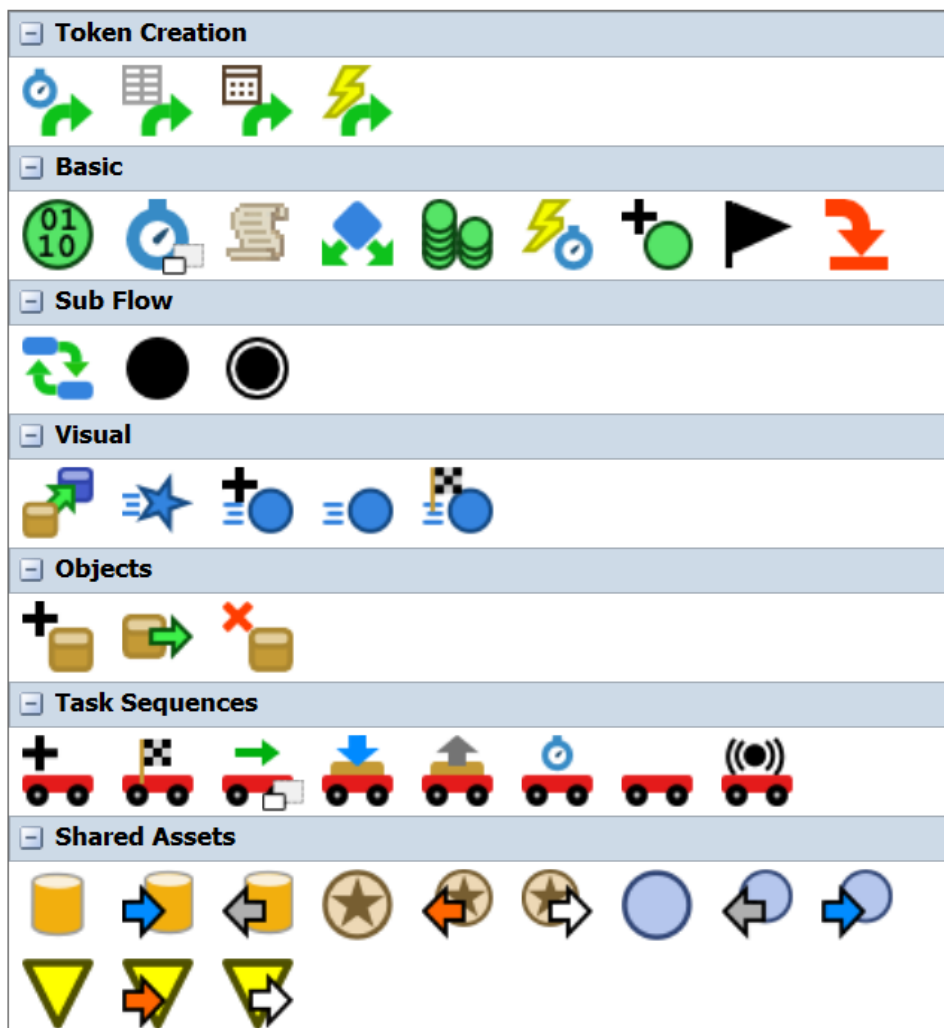 Token Creation
Basic
01
10
Sub Flow
Visual
Objects
Task Sequences
Shared Assets